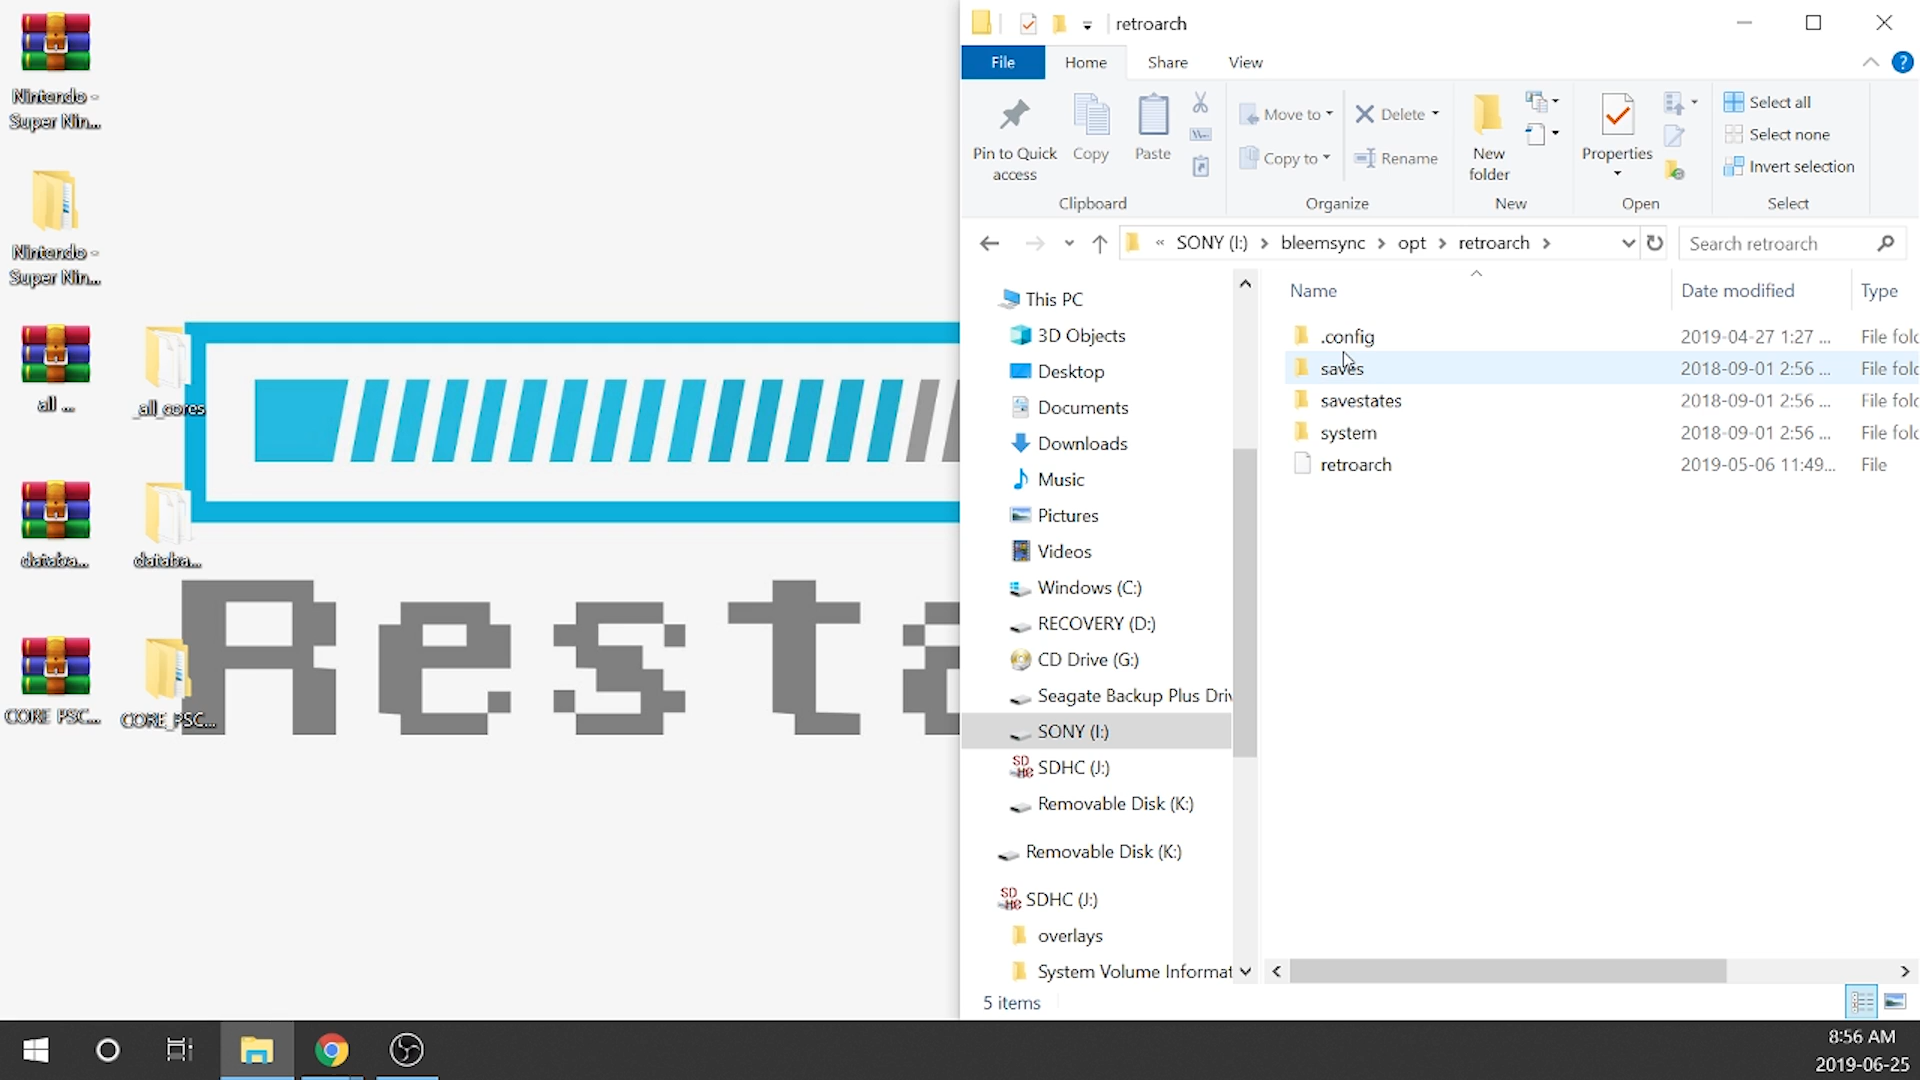 Nintendo -
Super Nin...
Nintendo -
Super Nin...
all ...
_all_cores
databa...
databa...
CORE PSC...
CORE_PSC...
Resta
retroarch
File
Home
Share
View
Pin to Quick
access
Copy
Paste
Move to
Copy to
Delete
Rename
New
folder
Properties
Select all
Select none
Invert selection
Clipboard
Organize
New
Open
Select
« SONY (I:) > bleemsync > opt > retroarch >
Search retroarch
This PC
3D Objects
Desktop
Documents
Downloads
Music
Pictures
Videos
Windows (C:)
RECOVERY (D:)
CD Drive (G:)
Seagate Backup Plus Driv
SONY (I:)
SDHC (J:)
Removable Disk (K:)
Removable Disk (K:)
SDHC (J:)
overlays
System Volume Informat
Name Date modified Type
.config 2019-04-27 1:27 ... File fold
saves 2018-09-01 2:56 ... File fold
savestates 2018-09-01 2:56 ... File fold
system 2018-09-01 2:56 ... File fold
retroarch 2019-05-06 11:49... File
5 items
8:56 AM
2019-06-25